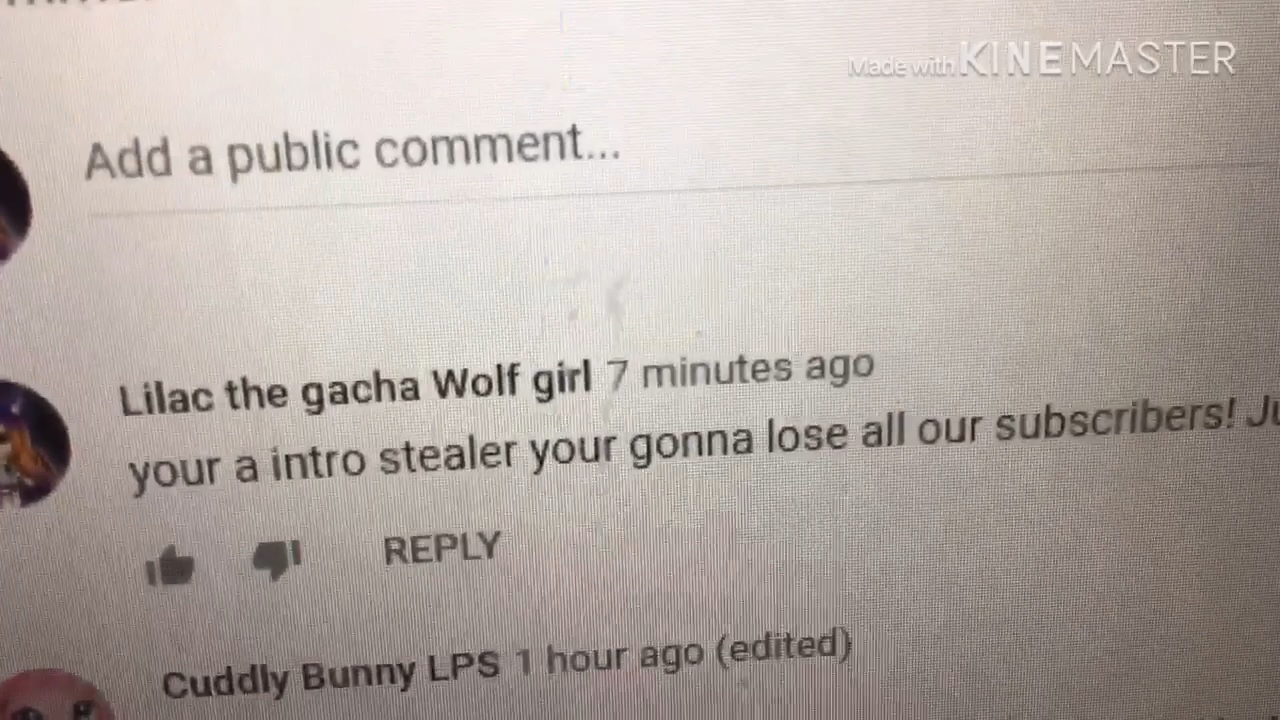 Made with KINEMASTER
Add a public comment...
Lilac the gacha Wolf girl 7 minutes ago
your a intro stealer your gonna lose all our subscribers!
REPLY
Cuddly Bunny LPS 1 hour ago (edited)